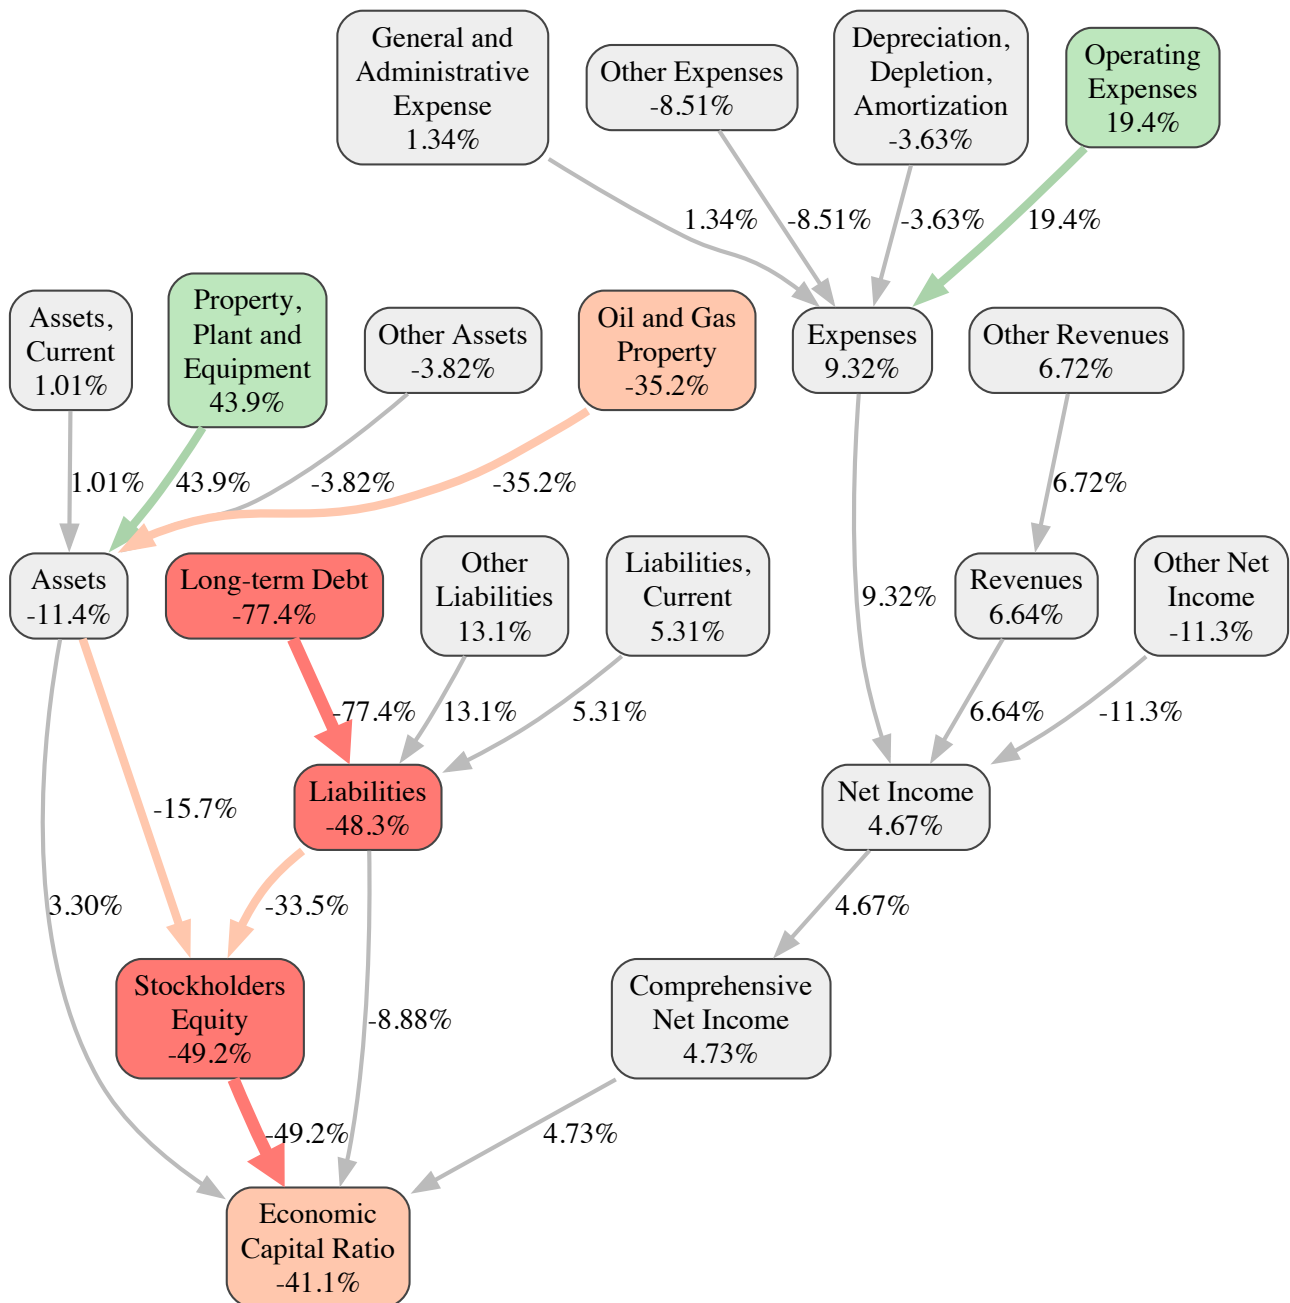 General and
Administrative
Expense
1.34%
Other Expenses
-8.51%
Depreciation,
Depletion,
Amortization
-3.63%
Operating
Expenses
19.4%
1.34%
-8.51%
-3.63%
19.4%
Assets,
Current
1.01%
Property,
Plant and
Equipment
43.9%
Other Assets
-3.82%
Oil and Gas
Property
-35.2%
Expenses
9.32%
Other Revenues
6.72%
1.01%
43.9%
-3.82%
-35.2%
6.72%
Assets
-11.4%
Long-term Debt
-77.4%
Other
Liabilities
13.1%
Liabilities,
Current
5.31%
9.32%
Revenues
6.64%
Other Net
Income
-11.3%
-77.4%
13.1%
5.31%
6.64%
-11.3%
-15.7%
Liabilities
-48.3%
Net Income
4.67%
3.30%
-33.5%
4.67%
Stockholders
Equity
-49.2%
-8.88%
Comprehensive
Net Income
4.73%
-49.2%
4.73%
Economic
Capital Ratio
-41.1%